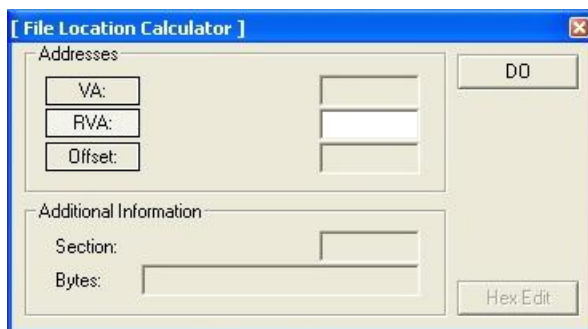 [ File Location Calculator ]
Addresses
DO
VA:
RVA:
Offset:
Additional Information
Section:
Bytes:
Hex Edit